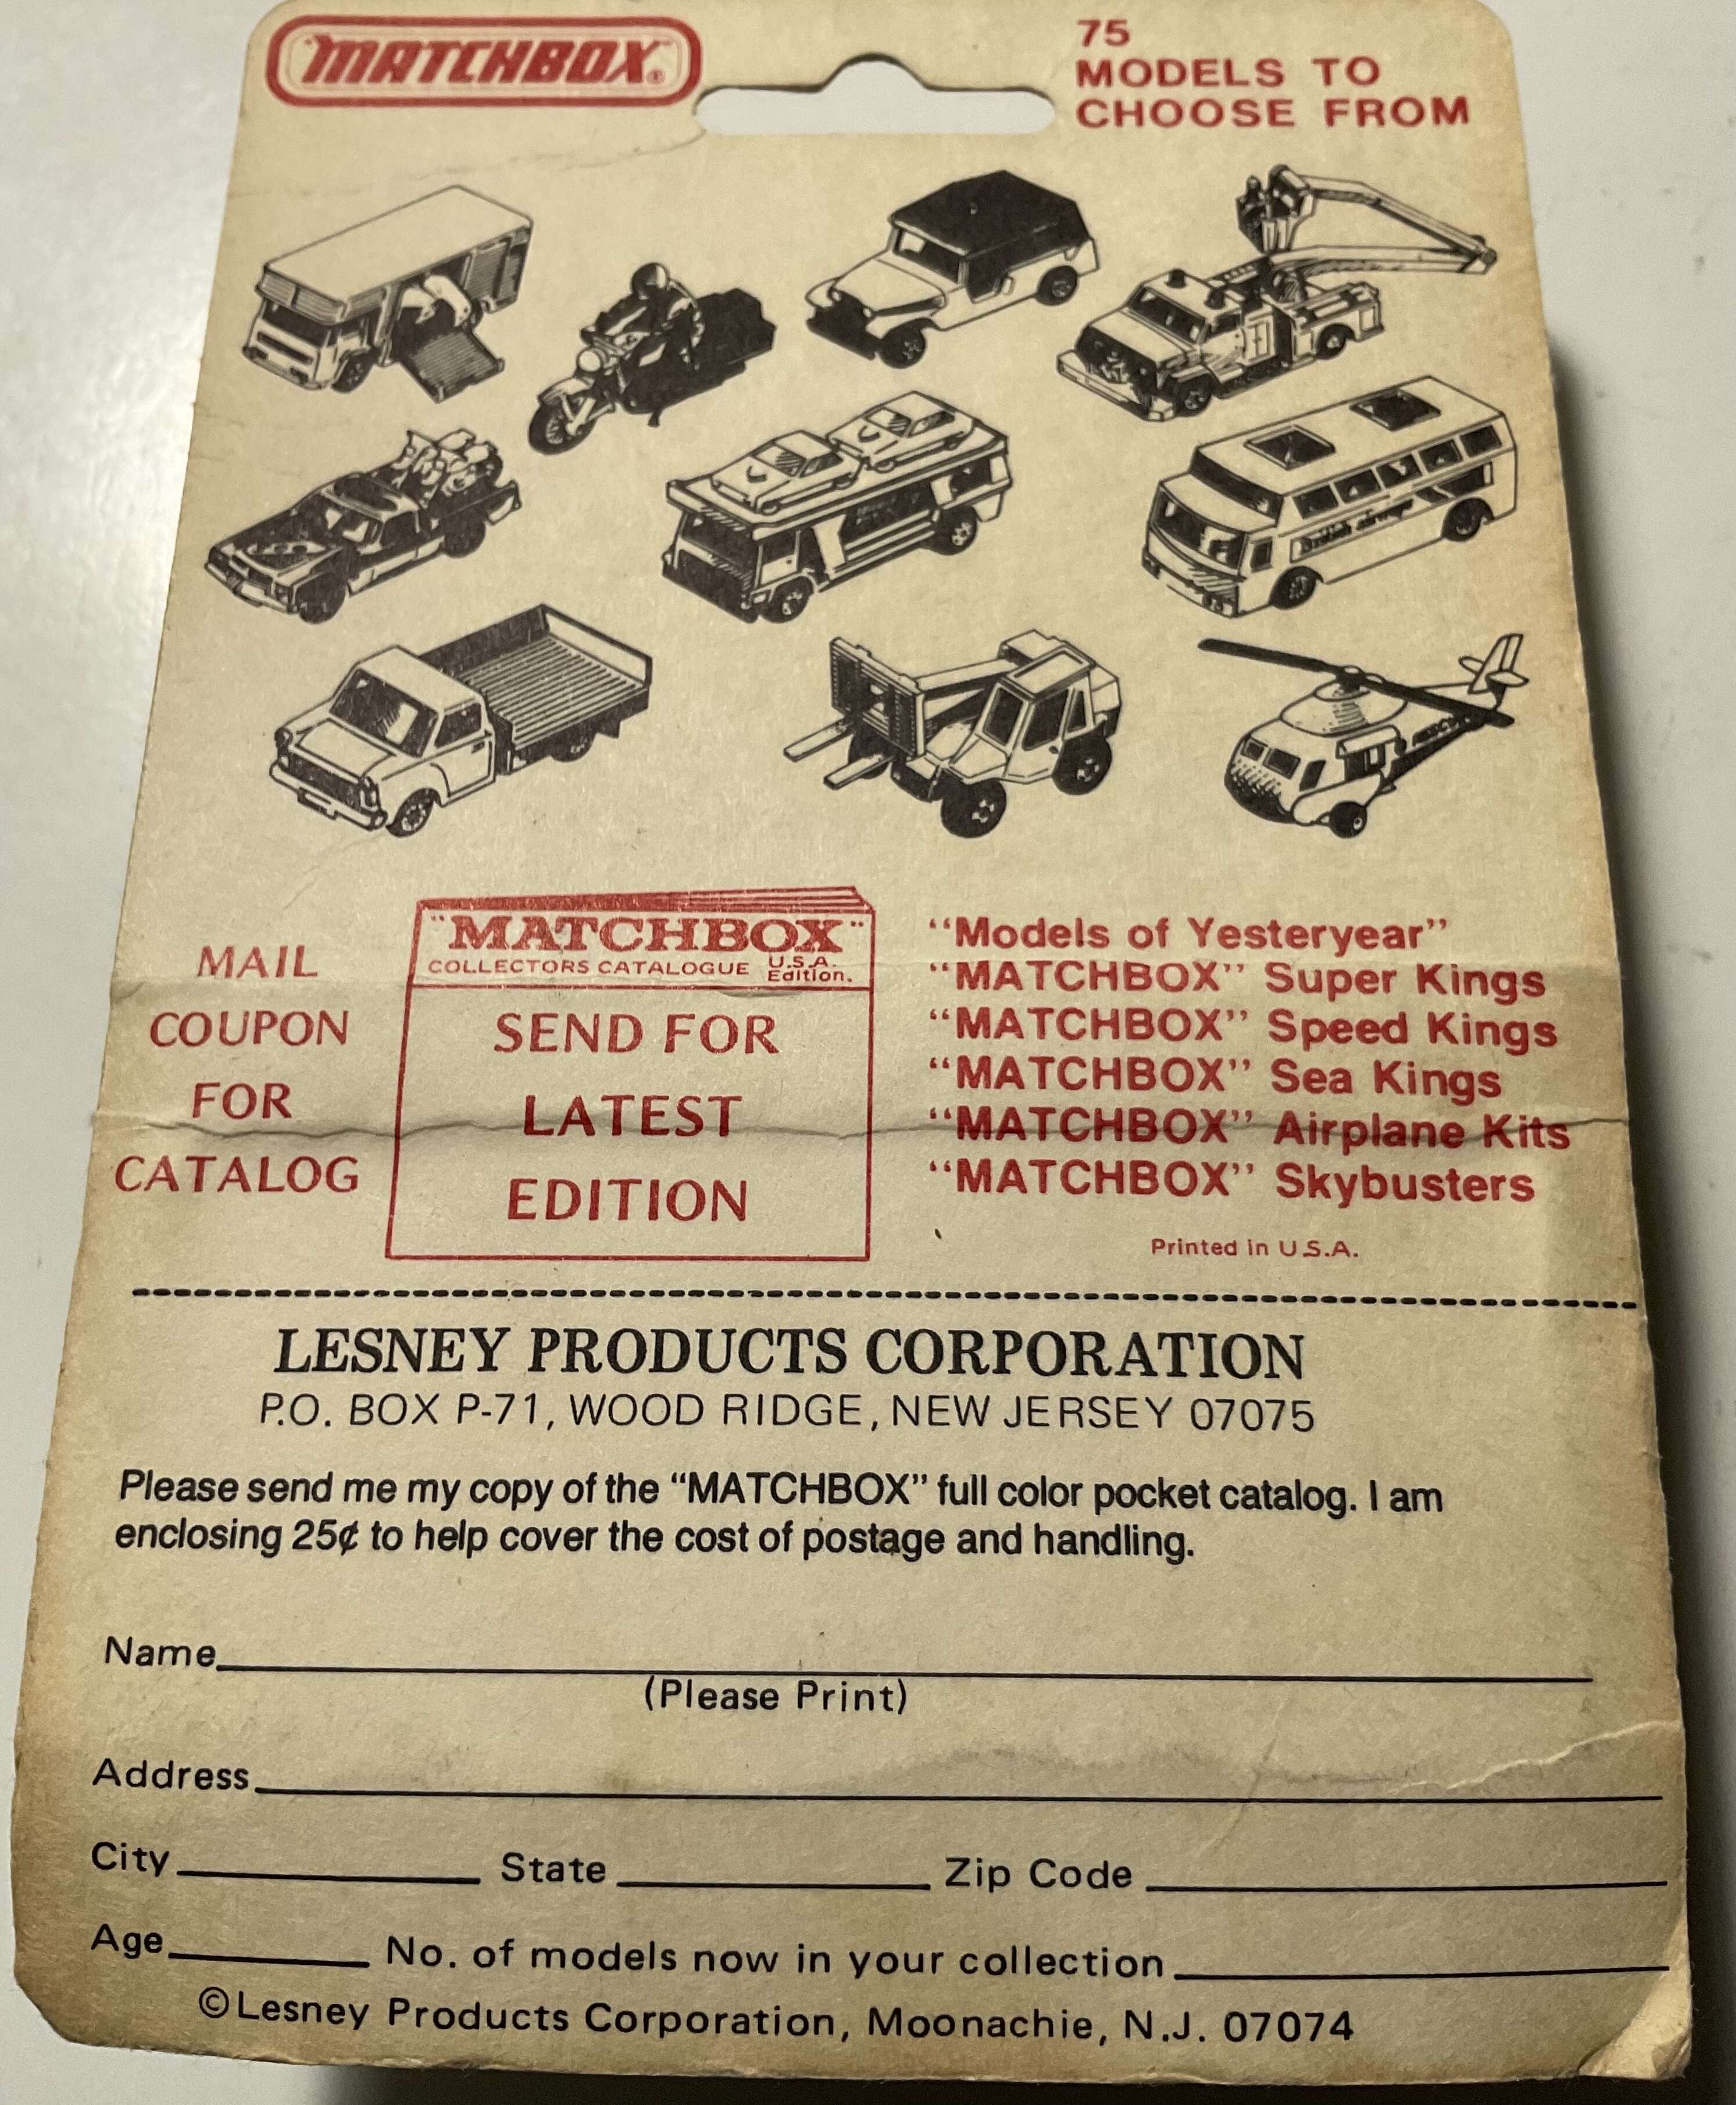 MATCHBOX®
75
MODELS TO
CHOOSE FROM
British airways
MAIL
COUPON
FOR
CATALOG
"MATCHBOX"
COLLECTORS CATALOGUE U.S.A. Edition.
SEND FOR
LATEST
EDITION
"Models of Yesteryear"
"MATCHBOX" Super Kings
"MATCHBOX" Speed Kings
"MATCHBOX" Sea Kings
"MATCHBOX" Airplane Kits
"MATCHBOX" Skybusters
Printed in U.S.A.
LESNEY PRODUCTS CORPORATION
P.O. BOX P-71, WOOD RIDGE, NEW JERSEY 07075
Please send me my copy of the "MATCHBOX" full color pocket catalog. I am
enclosing 25¢ to help cover the cost of postage and handling.
Name
(Please Print)
Address
City State Zip Code
Age No. of models now in your collection
©Lesney Products Corporation, Moonachie, N.J. 07074